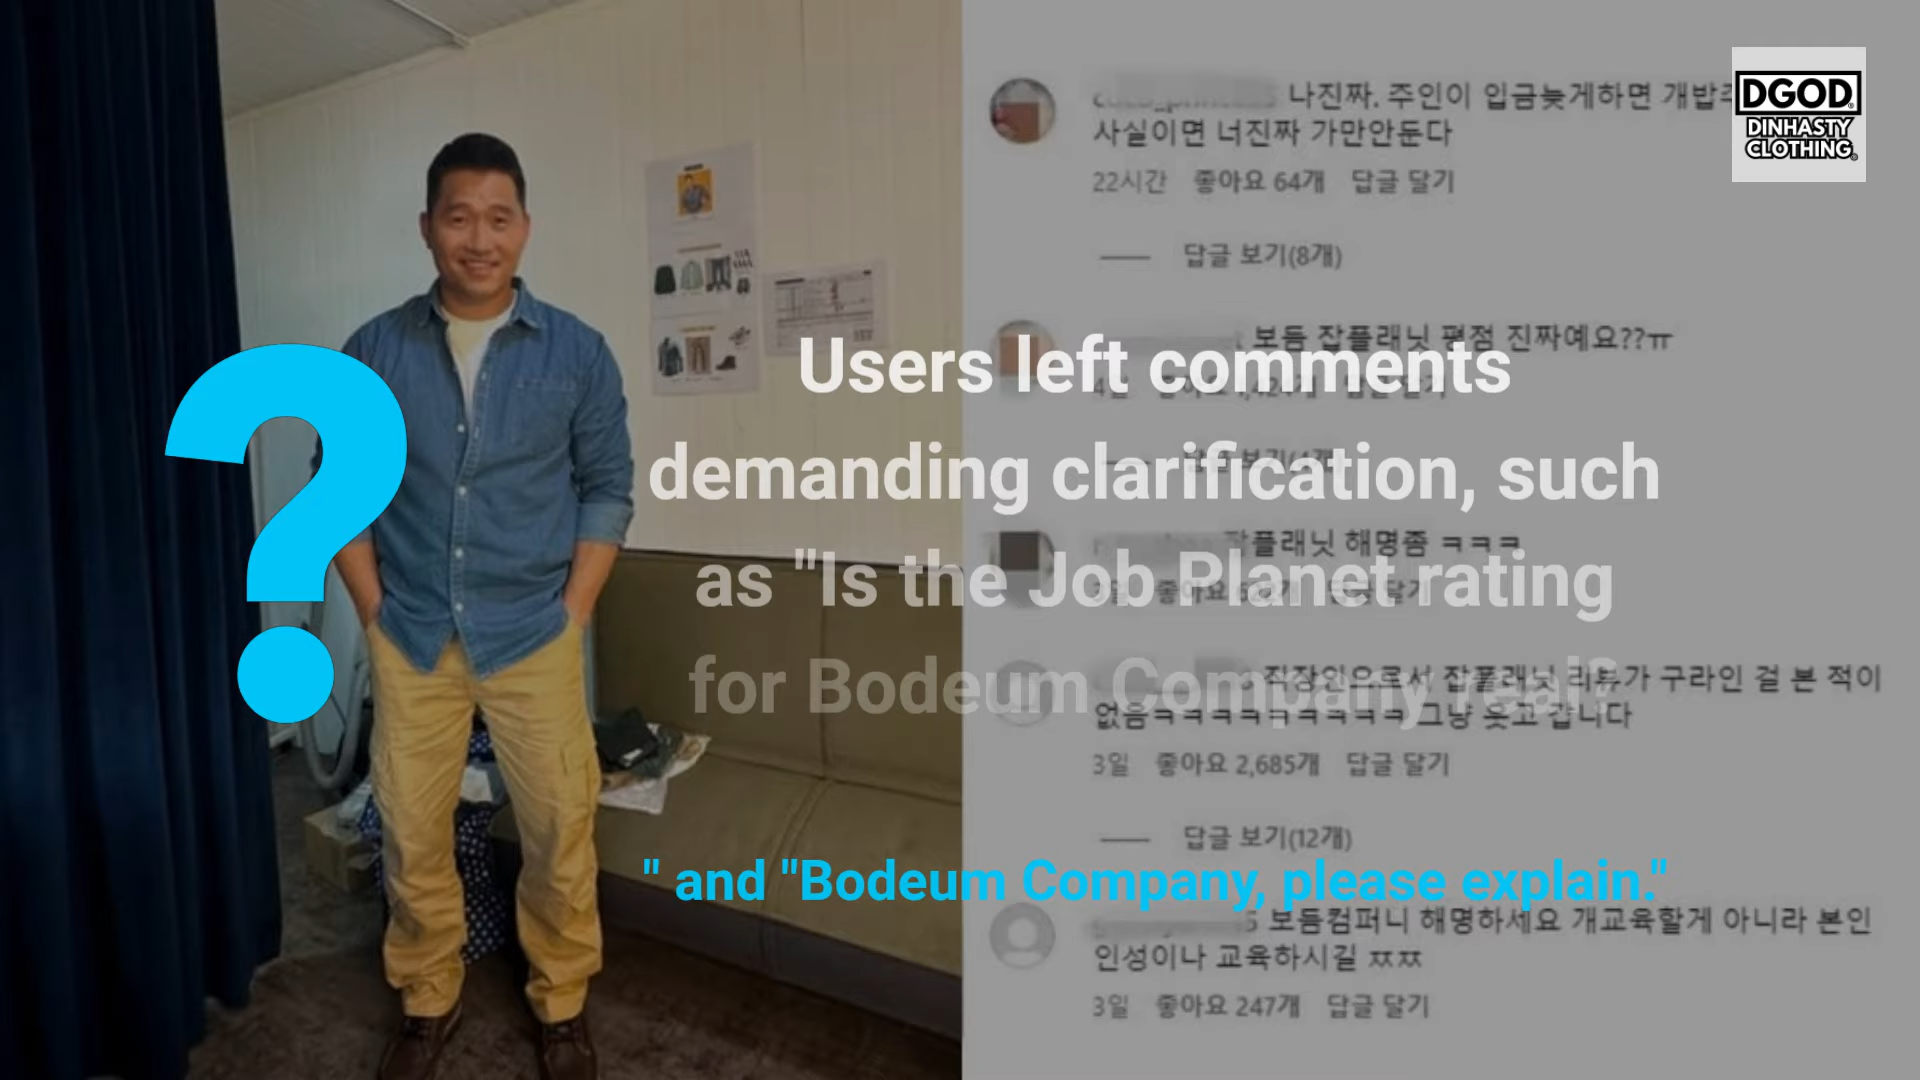 나진짜. 주인이 입금늦게하면 개밥주
사실이면 너진짜 가만안둔다
22시간 좋아요 64개 답글 달기
답글 보기(8개)
DGOD
DINHASTY
CLOTHING
보듬 잡플래닛 평점 진짜예요??ㅠ
Users left comments
demanding clarification, such
as "Is the Job Planet rating
for Bodeum Company real?
잡플래닛 해명좀 ㅋㅋㅋ
직장인으로서 잡플래닛 리뷰가 구라인 걸 본 적이
없음ㅋㅋㅋㅋㅋㅋㅋㅋㅋㅋ 그냥 웃고 갑니다
3일 좋아요 2,685개 답글 달기
답글 보기(12개)
" and "Bodeum Company, please explain."
보듬컴퍼니 해명하세요 개교육할게 아니라 본인
인성이나 교육하시길 ㅉㅉ
3일 좋아요 247개 답글 달기